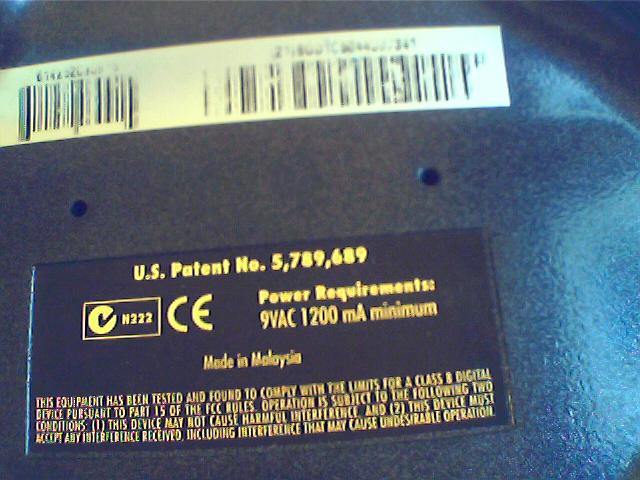 U.S. Patent No. 5,789,689
N222
CE
Power Requirements:
9VAC 1200 mA minimum
Made in Malaysia
THIS EQUIPMENT HAS BEEN TESTED AND FOUND TO COMPLY WITH THE LIMITS FOR A CLASS B DIGITAL
DEVICE PURSUANT TO PART 15 OF THE FCC RULES. OPERATION IS SUBJECT TO THE FOLLOWING TWO
CONDITIONS: (1) THIS DEVICE MAY NOT CAUSE HARMFUL INTERFERENCE, AND (2) THIS DEVICE MUST
ACCEPT ANY INTERFERENCE RECEIVED, INCLUDING INTERFERENCE THAT MAY CAUSE UNDESIRABLE OPERATION.